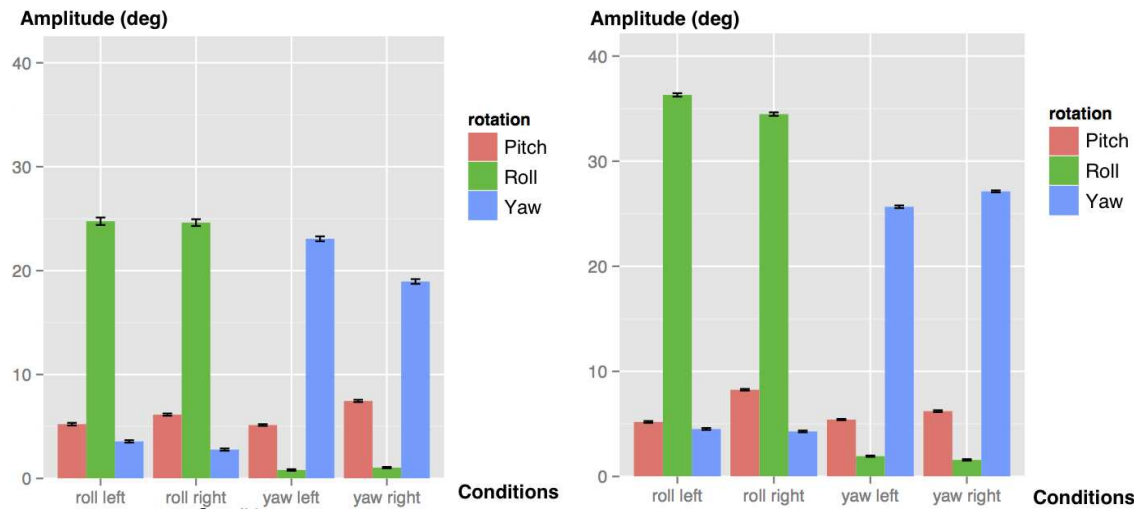 Amplitude (deg)
40
30
20
10
0
roll left
roll right
yaw left
yaw right
Conditions
rotation
Pitch
Roll
Yaw
Amplitude (deg)
40
30
20
10
0
roll left
roll right
yaw left
yaw right
Conditions
rotation
Pitch
Roll
Yaw